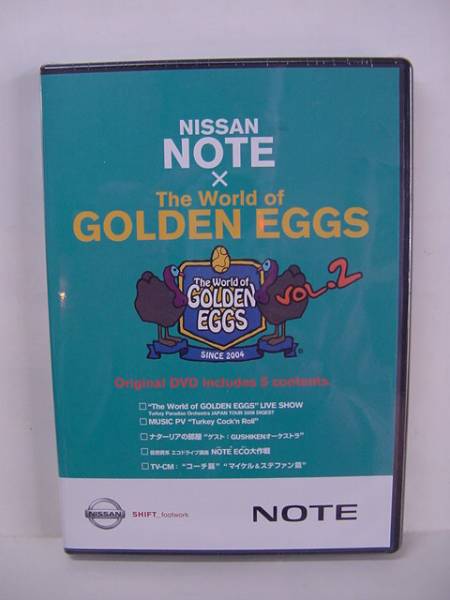 NISSAN
NOTE
×
The World of
GOLDEN EGGS
The World of
GOLDEN
EGGS
SINCE 2004
®
VOL.2
Original DVD includes 5 contents
□ "The World of GOLDEN EGGS" LIVE SHOW
Turkey Paradise Orchestra JAPAN TOUR 2008 DIGEST
□ MUSIC PV "Turkey Cock'n Roll"
□ ナターリアの部屋 "ゲスト:GUSHIKENオーケストラ"
□ エコドライブ講座 NOTE ECO大作戦
□ TV-CM: "コーチ篇" "マイケル&ステファン篇"
NISSAN
SHIFT_footwork
NOTE